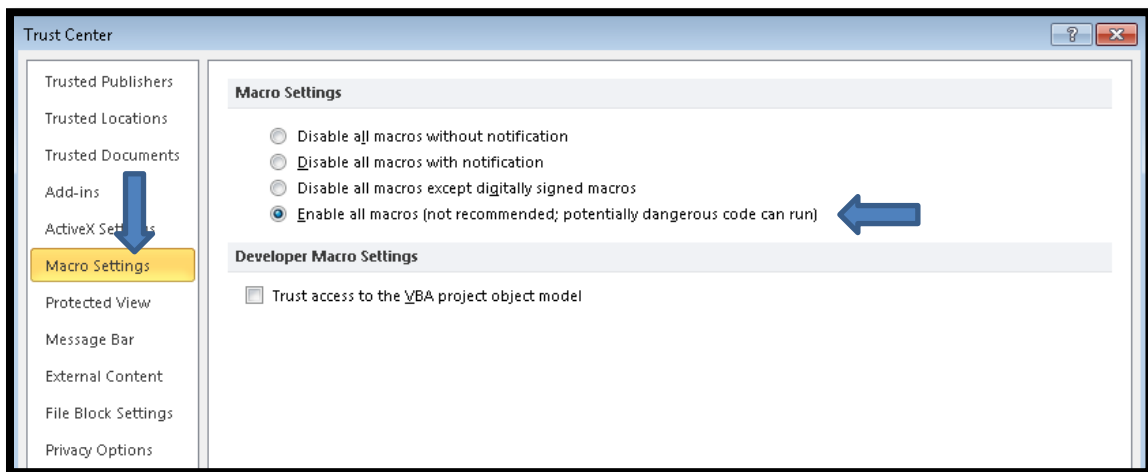 Trust Center
Trusted Publishers
Trusted Locations
Trusted Documents
Add-ins
ActiveX Settings
Macro Settings
Protected View
Message Bar
External Content
File Block Settings
Privacy Options
Macro Settings
Disable all macros without notification
Disable all macros with notification
Disable all macros except digitally signed macros
Enable all macros (not recommended; potentially dangerous code can run)
Developer Macro Settings
Trust access to the VBA project object model